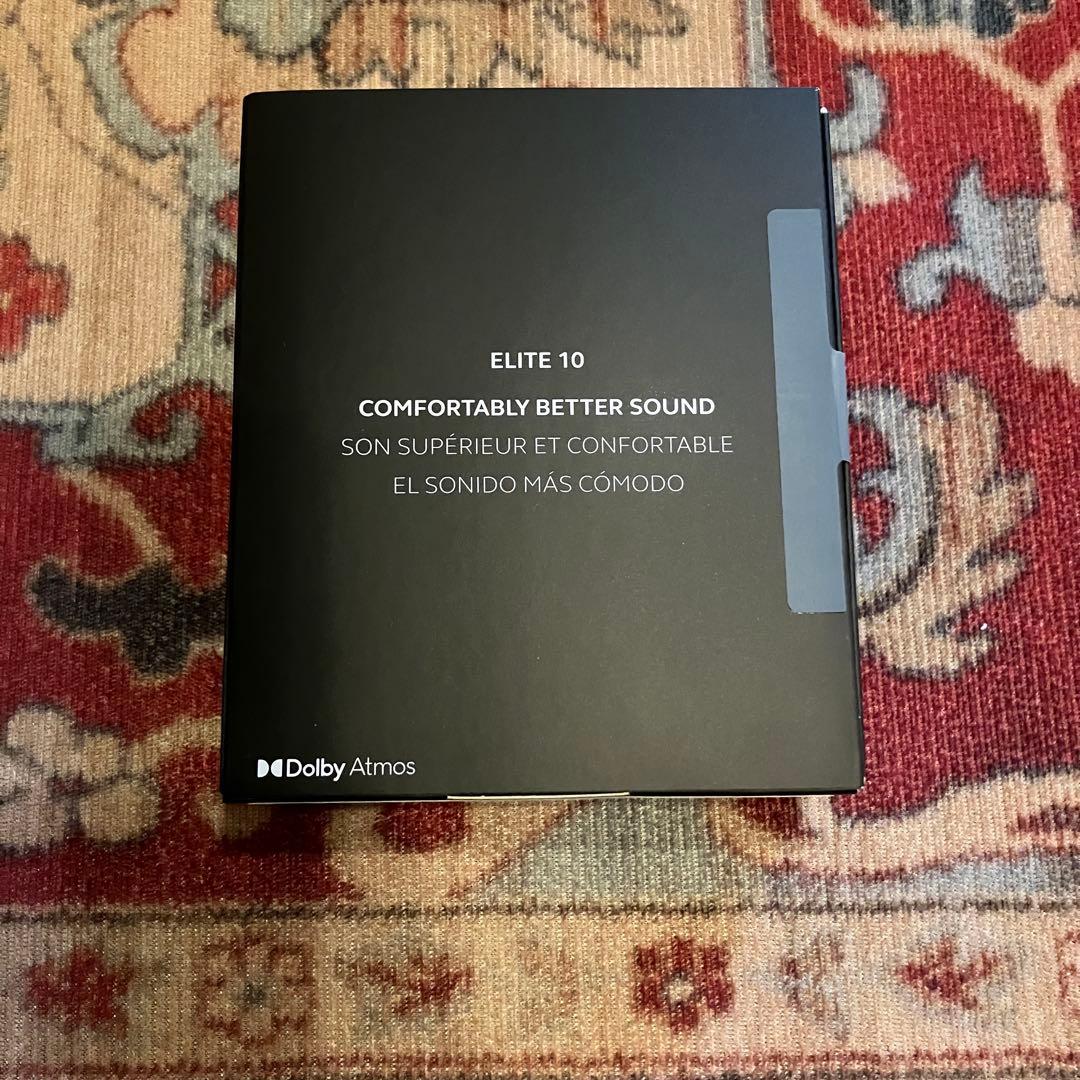 ELITE 10
COMFORTABLY BETTER SOUND
SON SUPÉRIEUR ET CONFORTABLE
EL SONIDO MÁS CÓMODO
Dolby Atmos